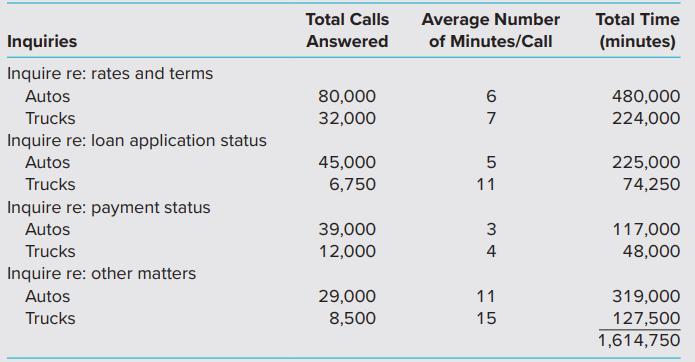 Total Calls Average Number Total Time
Inquiries Answered of Minutes/Call (minutes)
Inquire re: rates and terms
Autos 80,000 6 480,000
Trucks 32,000 7 224,000
Inquire re: loan application status
Autos 45,000 5 225,000
Trucks 6,750 11 74,250
Inquire re: payment status
Autos 39,000 3 117,000
Trucks 12,000 4 48,000
Inquire re: other matters
Autos 29,000 11 319,000
Trucks 8,500 15 127,500
1,614,750